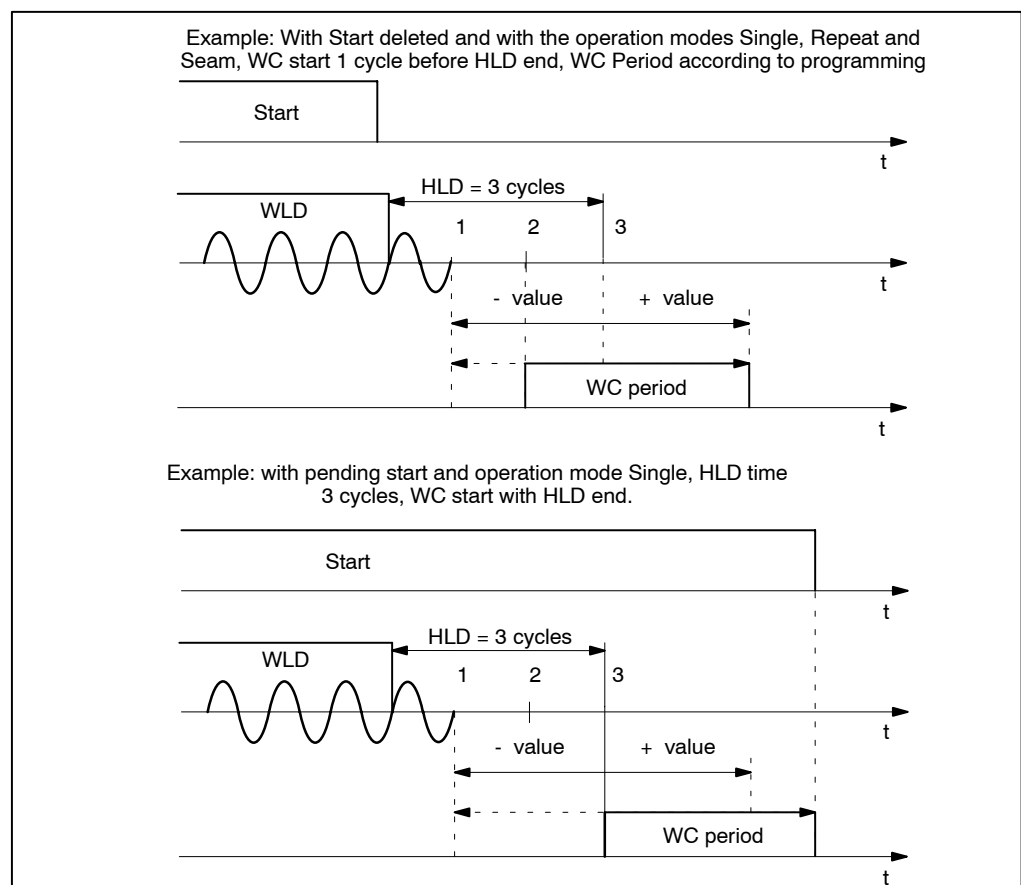 Example: With Start deleted and with the operation modes Single, Repeat and
Seam, WC start 1 cycle before HLD end, WC Period according to programming
Start
t
HLD = 3 cycles
WLD
1 2 3
t
- value + value
WC period
t
Example: with pending start and operation mode Single, HLD time
3 cycles, WC start with HLD end.
Start
t
HLD = 3 cycles
WLD
1 2 3
t
- value + value
WC period
t